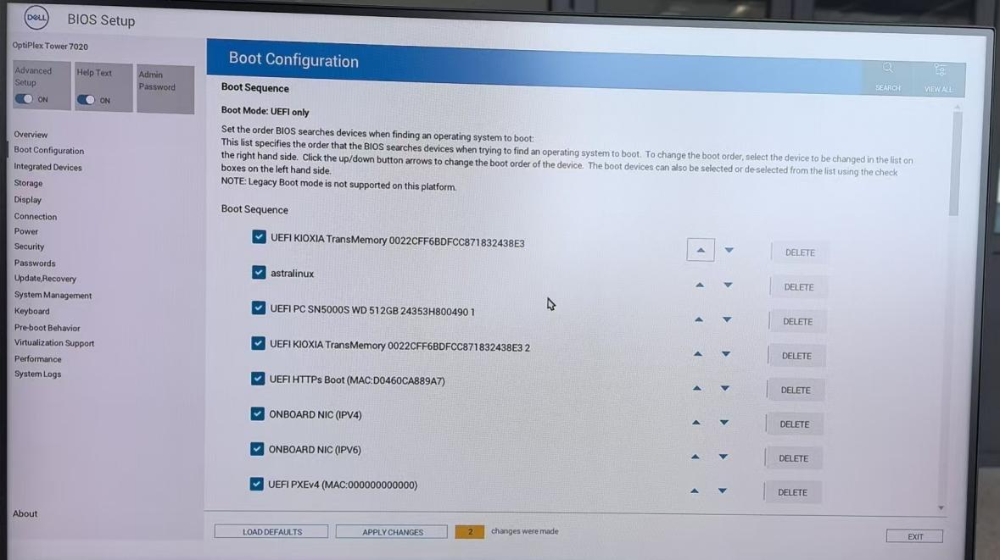 DELL
BIOS Setup
OptiPlex Tower 7020
Advanced Setup
ON
Help Text
ON
Admin Password
Overview
Boot Configuration
Integrated Devices
Storage
Display
Connection
Power
Security
Passwords
Update,Recovery
System Management
Keyboard
Pre-boot Behavior
Virtualization Support
Performance
System Logs
About
Boot Configuration
SEARCH
VIEW ALL
Boot Sequence
Boot Mode: UEFI only
Set the order BIOS searches devices when finding an operating system to boot:
This list specifies the order that the BIOS searches devices when trying to find an operating system to boot. To change the boot order, select the device to be changed in the list on
the right hand side. Click the up/down button arrows to change the boot order of the device. The boot devices can also be selected or de-selected from the list using the check
boxes on the left hand side.
NOTE: Legacy Boot mode is not supported on this platform.
Boot Sequence
UEFI KIOXIA TransMemory 0022CFF6BDFCC871832438E3 DELETE
astralinux DELETE
UEFI PC SN5000S WD 512GB 24353H800490 1 DELETE
UEFI KIOXIA TransMemory 0022CFF6BDFCC871832438E3 2 DELETE
UEFI HTTPs Boot (MAC:D0460CA889A7) DELETE
ONBOARD NIC (IPV4) DELETE
ONBOARD NIC (IPV6) DELETE
UEFI PXEv4 (MAC:000000000000) DELETE
LOAD DEFAULTS
APPLY CHANGES
2 changes were made
EXIT